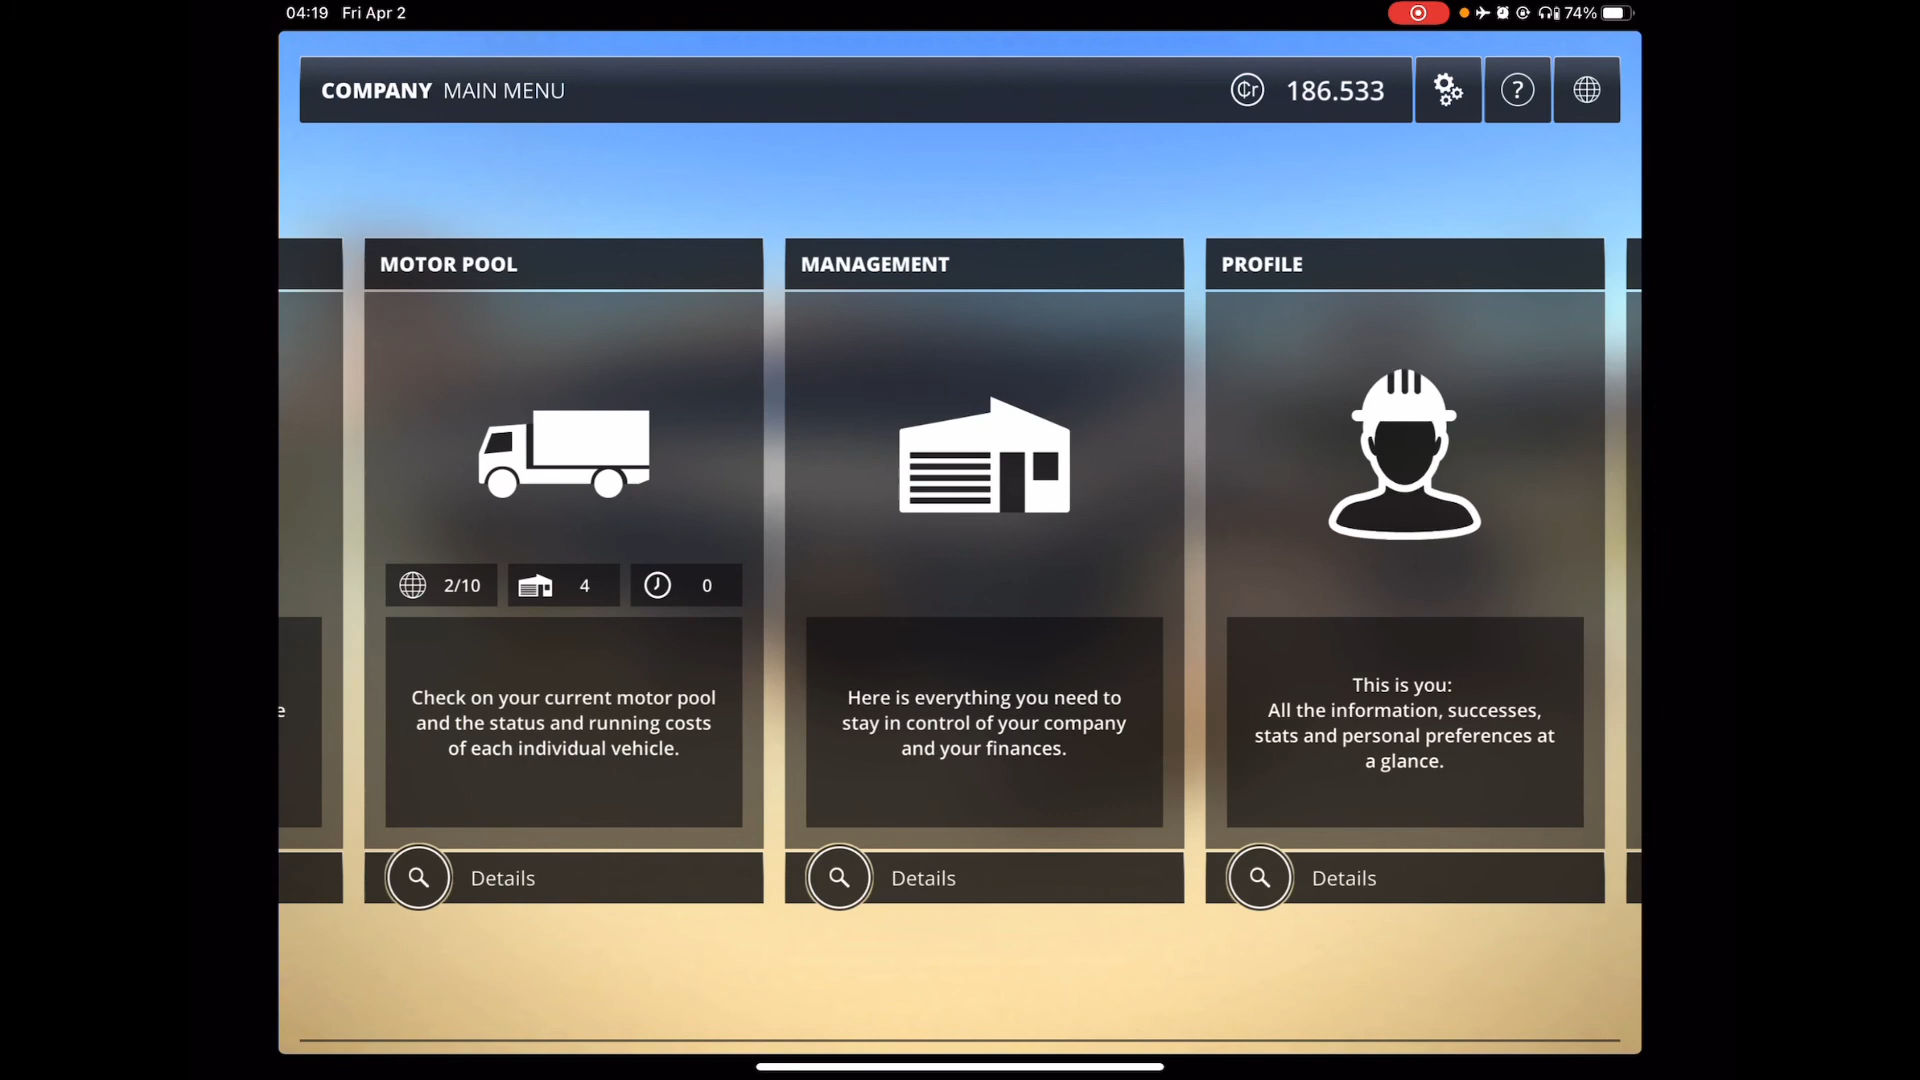 04:19 Fri Apr 2
74%
COMPANY MAIN MENU
₵r 186.533
?
MOTOR POOL
MANAGEMENT
PROFILE
2/10
4
0
e
Check on your current motor pool
and the status and running costs
of each individual vehicle.
Here is everything you need to
stay in control of your company
and your finances.
This is you:
All the information, successes,
stats and personal preferences at
a glance.
Details
Details
Details